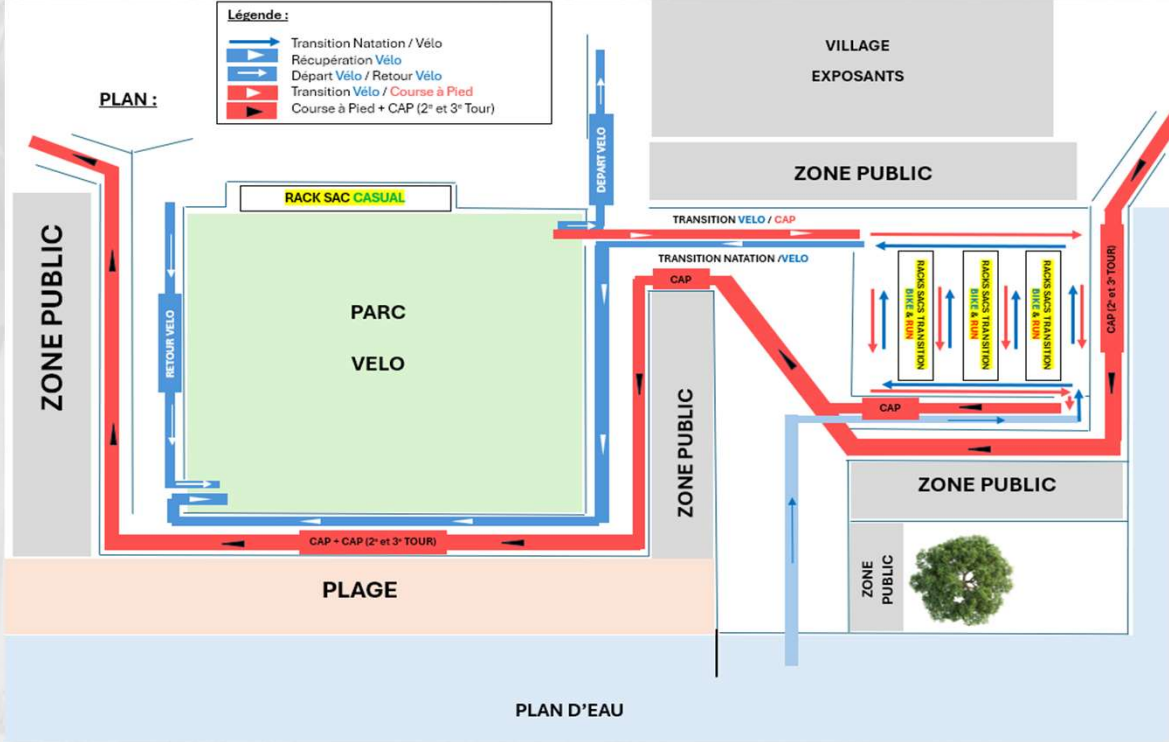 Légende :
Transition Natation / Vélo
Récupération Vélo
Départ Vélo / Retour Vélo
Transition Vélo / Course à Pied
Course à Pied + CAP (2e et 3e Tour)
PLAN :
VILLAGE
EXPOSANTS
ZONE PUBLIC
DEPART VELO
RACK SAC CASUAL
TRANSITION VELO / CAP
TRANSITION NATATION /VELO
ZONE PUBLIC
RETOUR VELO
PARC
VELO
CAP
ZONE PUBLIC
RACKS SACS TRANSITION
BIKE & RUN
RACKS SACS TRANSITION
BIKE & RUN
RACKS SACS TRANSITION
BIKE & RUN
CAP (2e et 3e TOUR)
CAP
ZONE PUBLIC
CAP + CAP (2e et 3e TOUR)
ZONE
PUBLIC
PLAGE
PLAN D'EAU